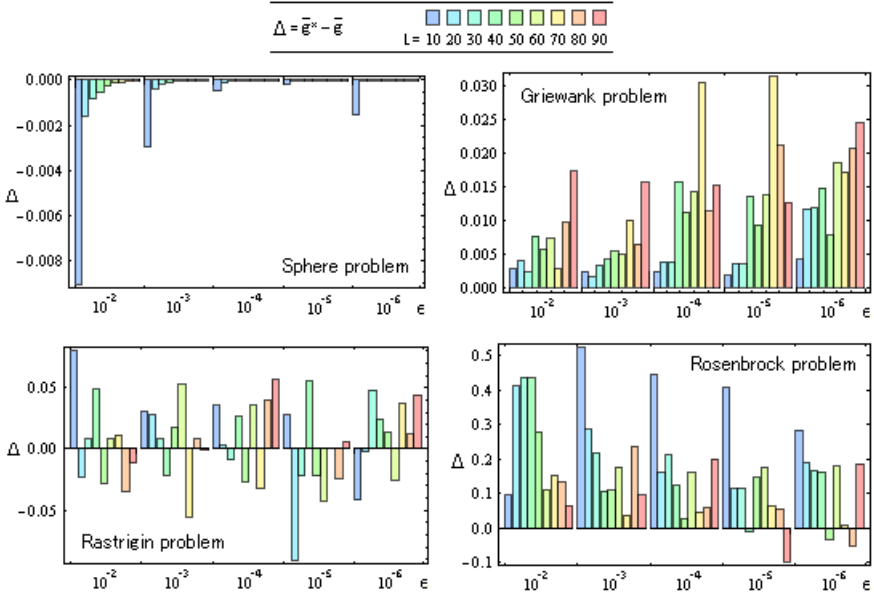 Δ = g̅* − g̅
L= 10 20 30 40 50 60 70 80 90
0.000
−0.002
−0.004
−0.006
−0.008
Δ
Sphere problem
10⁻² 10⁻³ 10⁻⁴ 10⁻⁵ 10⁻⁶ ϵ
Griewank problem
0.030
0.025
0.020
0.015
0.010
0.005
0.000
Δ
10⁻² 10⁻³ 10⁻⁴ 10⁻⁵ 10⁻⁶ ϵ
0.05
0.00
−0.05
Δ
Rastrigin problem
10⁻² 10⁻³ 10⁻⁴ 10⁻⁵ 10⁻⁶ ϵ
Rosenbrock problem
0.5
0.4
0.3
0.2
0.1
0.0
−0.1
Δ
10⁻² 10⁻³ 10⁻⁴ 10⁻⁵ 10⁻⁶ ϵ